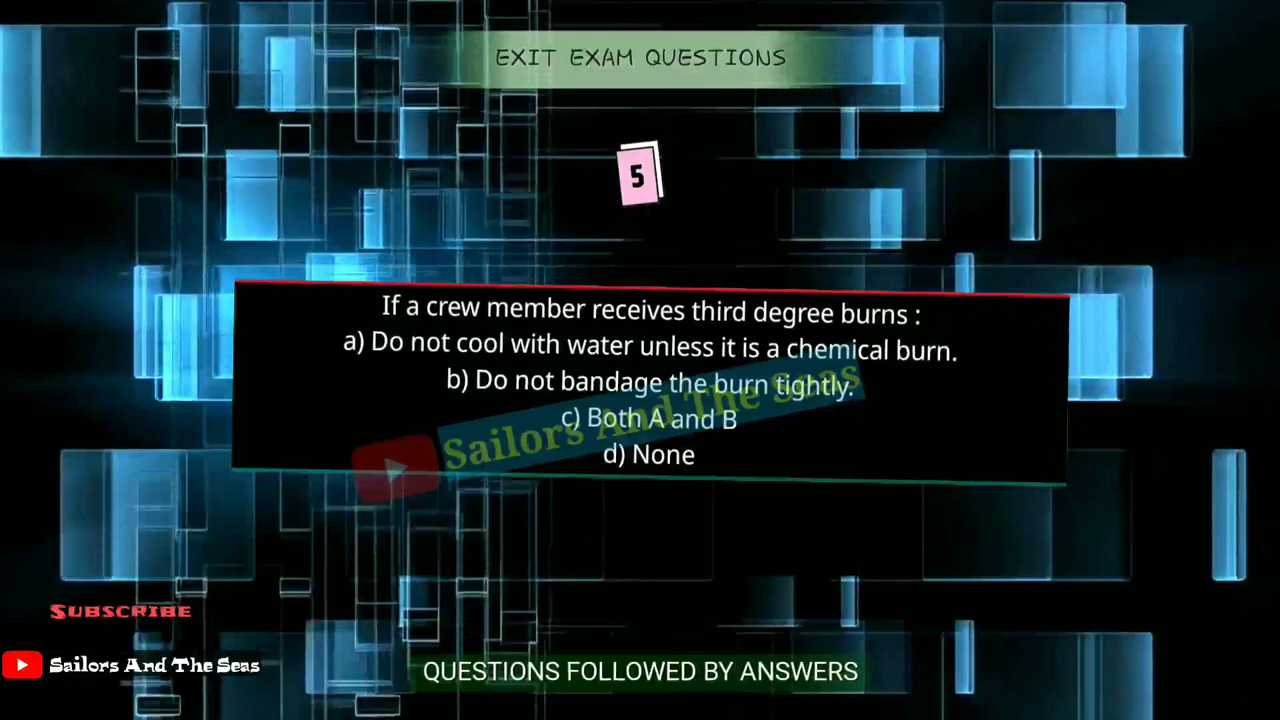 EXIT EXAM QUESTIONS
5
If a crew member receives third degree burns :
a) Do not cool with water unless it is a chemical burn.
b) Do not bandage the burn tightly.
c) Both A and B
d) None
Sailors And The Seas
SUBSCRIBE
Sailors And The Seas
QUESTIONS FOLLOWED BY ANSWERS